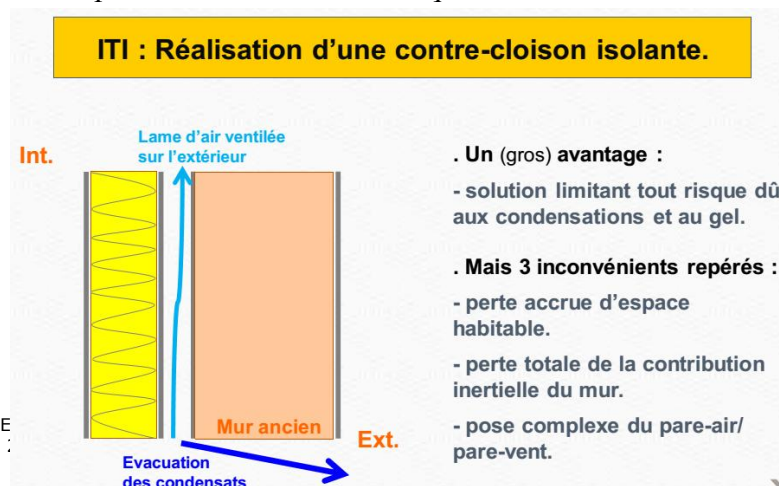 ITI : Réalisation d'une contre-cloison isolante.
Int.
Lame d'air ventilée
sur l'extérieur
Mur ancien
Ext.
Evacuation
des condensats
. Un (gros) avantage :
- solution limitant tout risque dû
aux condensations et au gel.
. Mais 3 inconvénients repérés :
- perte accrue d'espace
habitable.
- perte totale de la contribution
inertielle du mur.
- pose complexe du pare-air/
pare-vent.